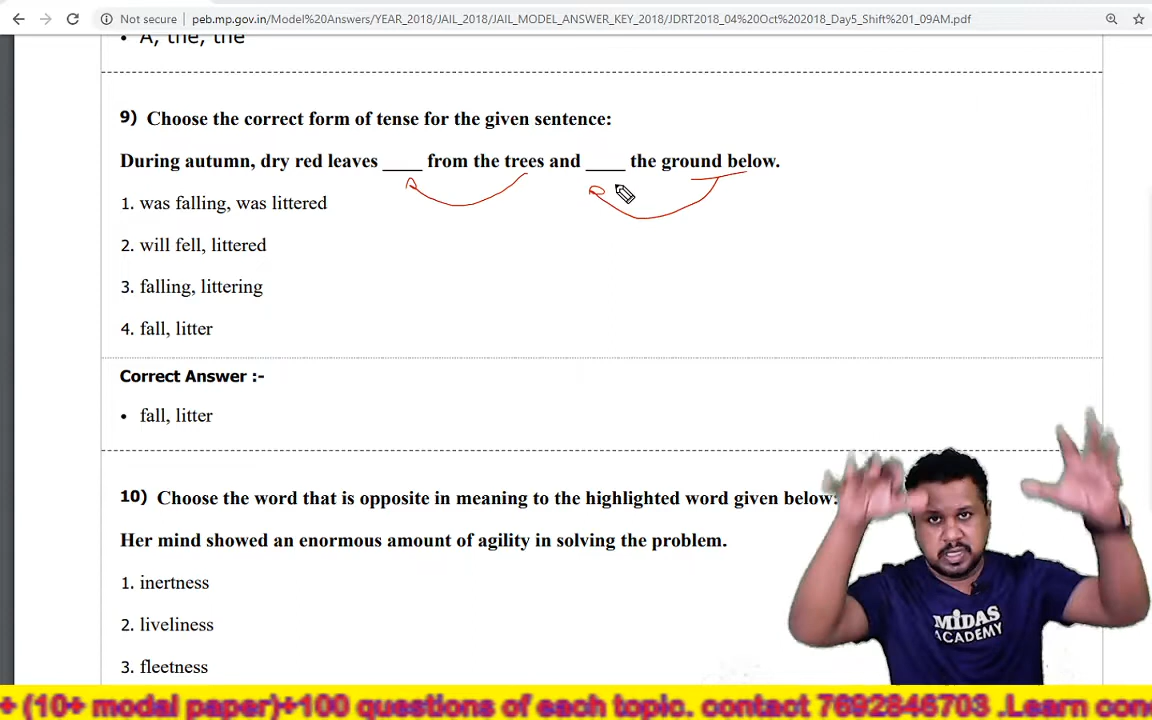 Not secure
peb.mp.gov.in/Model%20Answers/YEAR_2018/JAIL_2018/JAIL_MODEL_ANSWER_KEY_2018/JDRT2018_04%20Oct%202018_Day5_Shift%201_09AM.pdf
• A, the, the
9) Choose the correct form of tense for the given sentence:
During autumn, dry red leaves ____ from the trees and ____ the ground below.
1. was falling, was littered
2. will fell, littered
3. falling, littering
4. fall, litter
Correct Answer :-
• fall, litter
10) Choose the word that is opposite in meaning to the highlighted word given below:
Her mind showed an enormous amount of agility in solving the problem.
1. inertness
2. liveliness
3. fleetness
MIDAS
ACADEMY
+ (10+ modal paper)+100 questions of each topic. contact 7692846703 .Learn conc